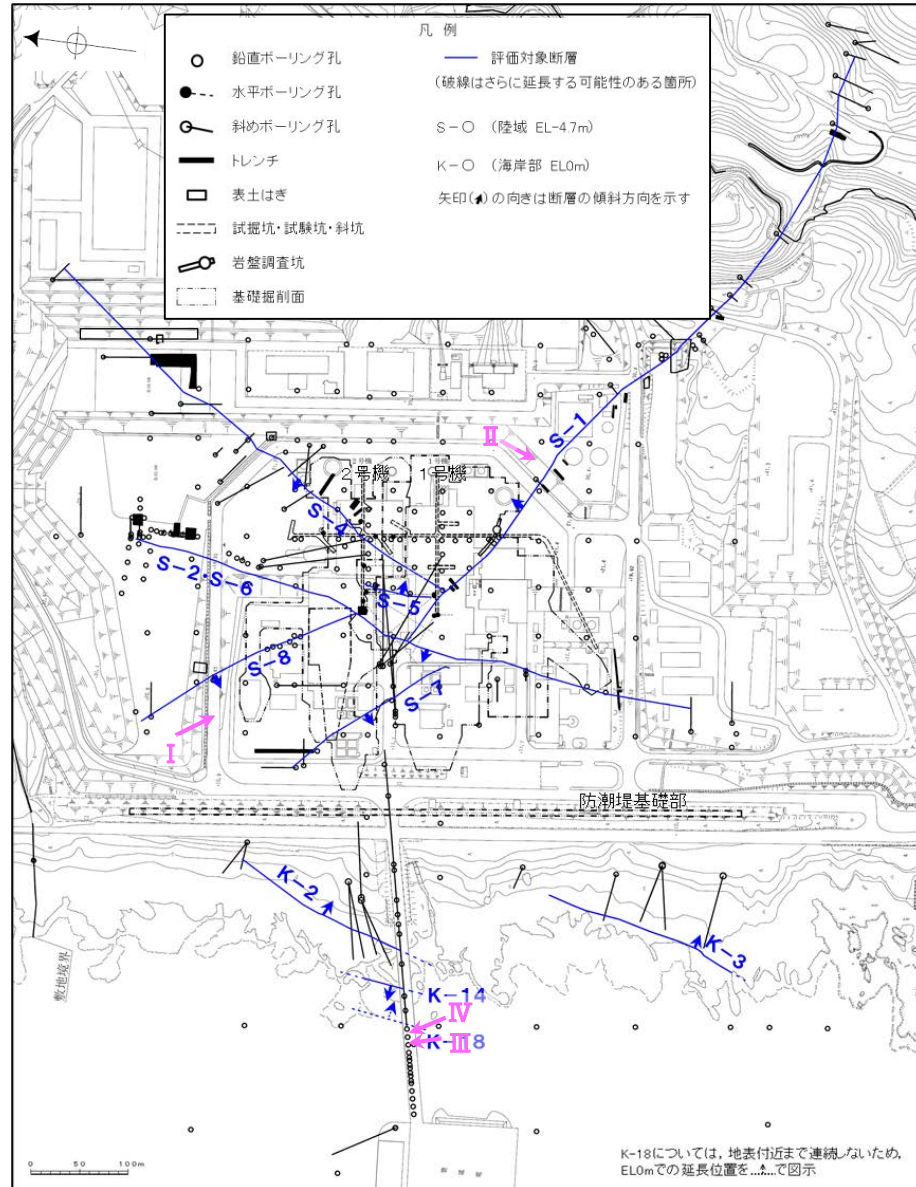 凡 例
鉛直ボーリング孔
水平ボーリング孔
斜めボーリング孔
トレンチ
表土はぎ
試掘坑・試験坑・斜坑
岩盤調査坑
基礎掘削面
評価対象断層
(破線はさらに延長する可能性のある箇所)
S-○ (陸域 EL-4.7m)
K-○ (海岸部 EL0m)
矢印( )の向きは断層の傾斜方向を示す
S-1
Ⅱ
2号機
1号機
S-4
S-2・S-6
S-5
S-8
S-7
Ⅰ
防潮堤基礎部
K-2
K-3
敷地境界
K-14
Ⅳ
Ⅲ
K-18
0 50 100m
K-18については，地表付近まで連続しないため，
EL0mでの延長位置を で図示